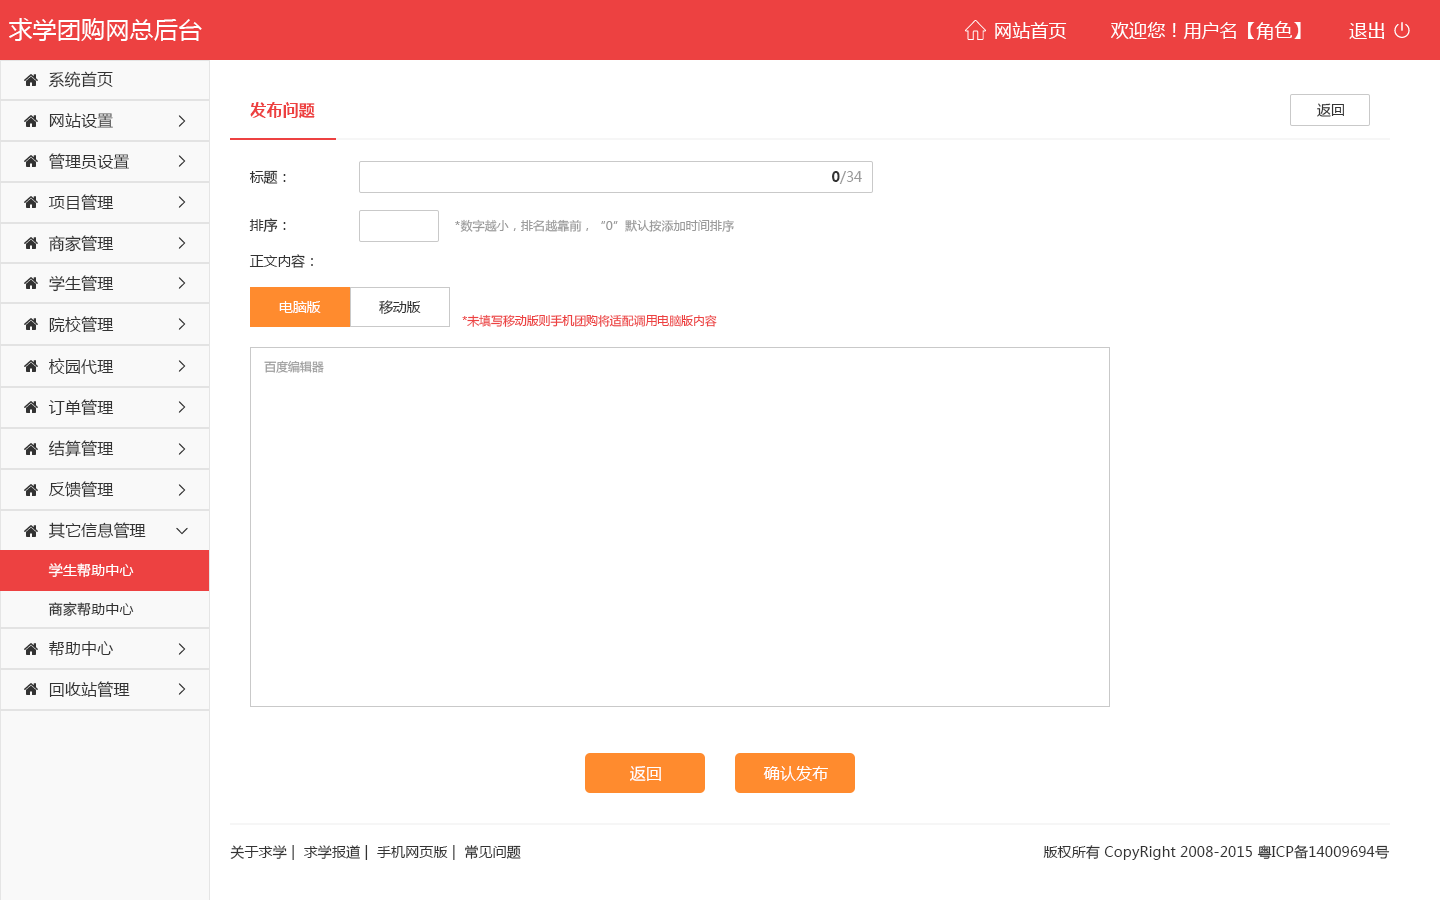 求学团购网总后台
网站首页
欢迎您！用户名【角色】
退出
系统首页
网站设置
管理员设置
项目管理
商家管理
学生管理
院校管理
校园代理
订单管理
结算管理
反馈管理
其它信息管理
学生帮助中心
商家帮助中心
帮助中心
回收站管理
发布问题
返回
标题：
0/34
排序：
*数字越小，排名越靠前，“0”默认按添加时间排序
正文内容：
电脑版
移动版
*未填写移动版则手机团购将适配调用电脑版内容
百度编辑器
返回
确认发布
关于求学 | 求学报道 | 手机网页版 | 常见问题
版权所有 CopyRight 2008-2015 粤ICP备14009694号